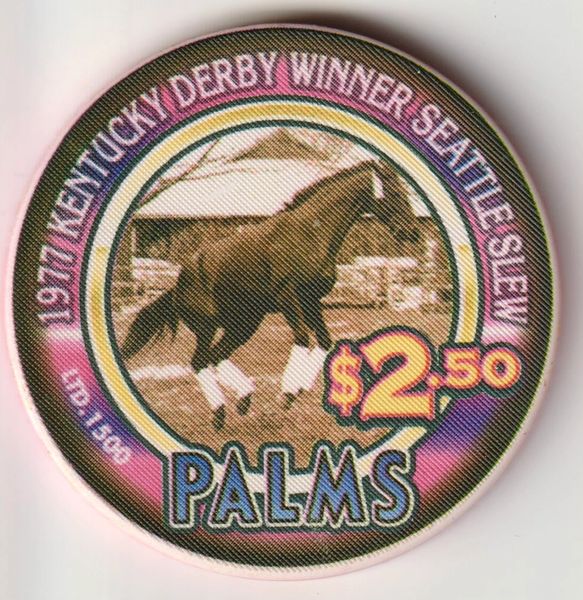 1977 KENTUCKY DERBY WINNER SEATTLE SLEW
$2.50
LTD. 1500
PALMS